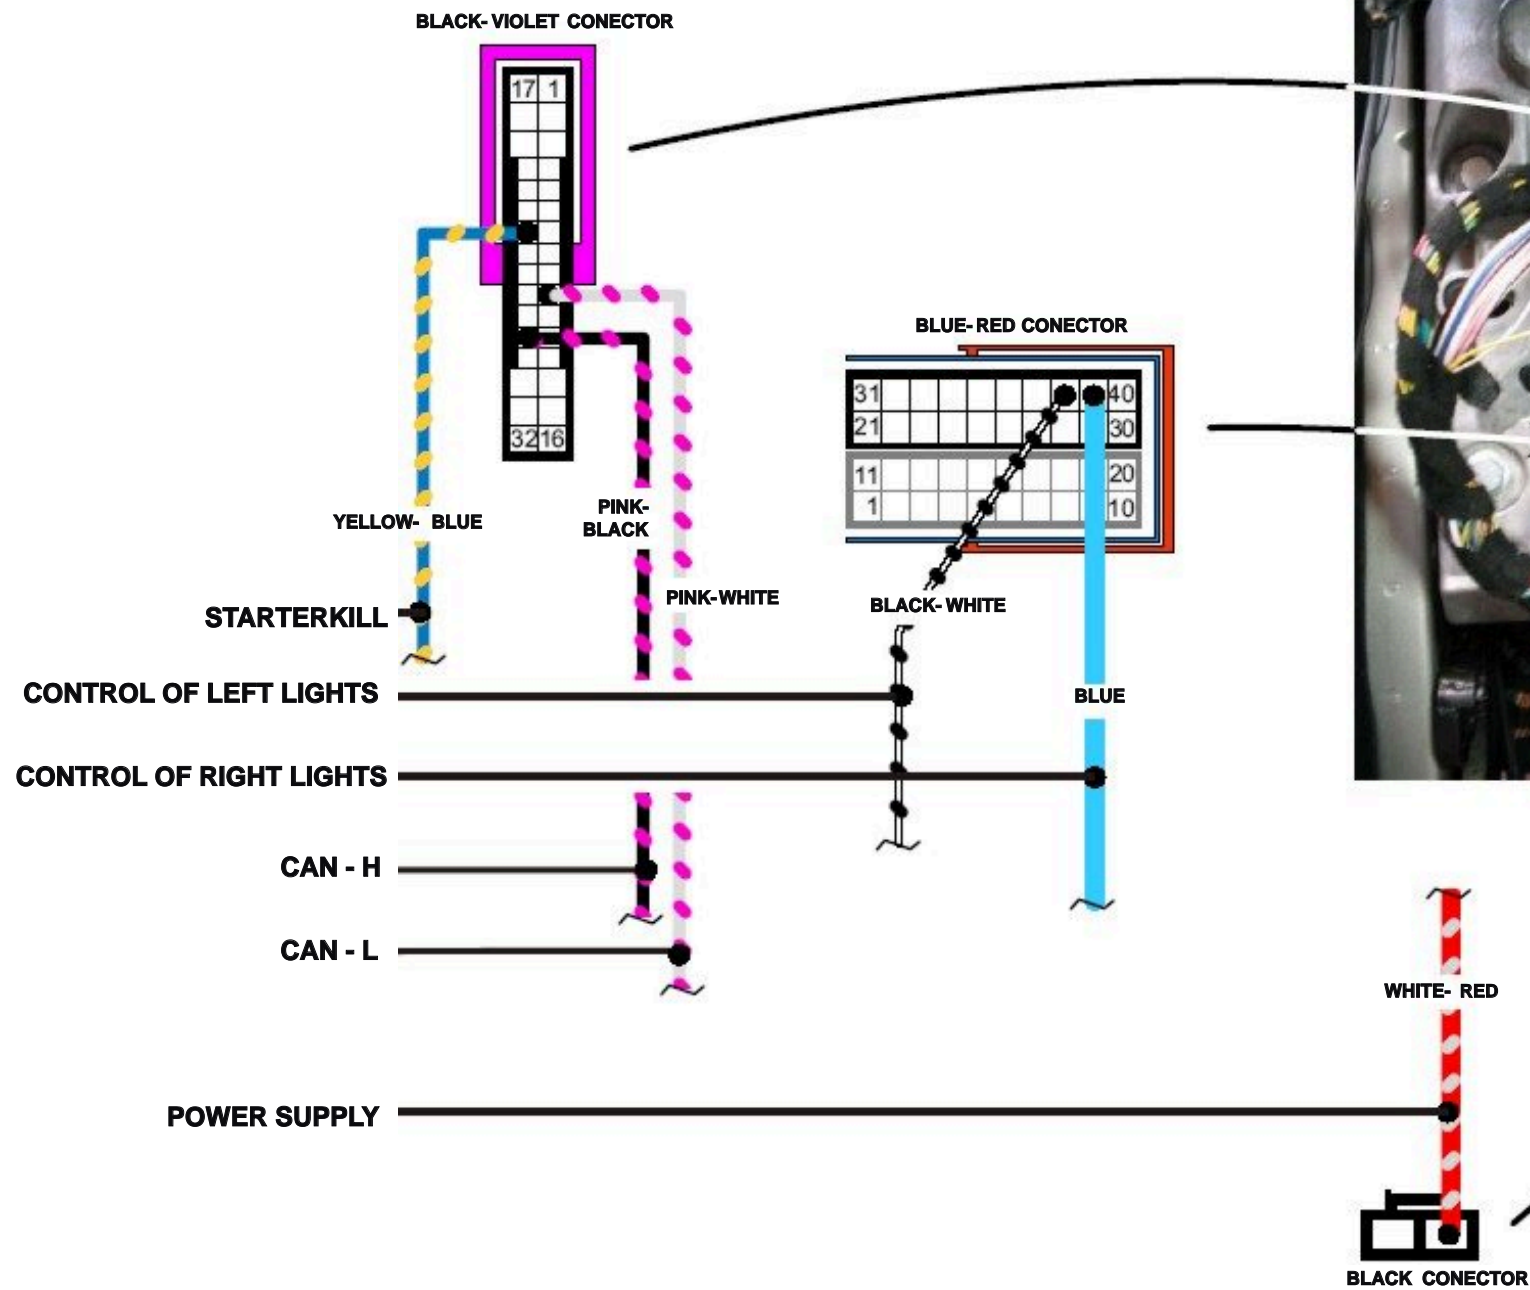 BLACK-VIOLET CONECTOR
17 1
32 16
BLUE-RED CONECTOR
31 40
21 30
11 20
1 10
YELLOW- BLUE
PINK-
BLACK
PINK-WHITE
BLACK-WHITE
STARTERKILL
CONTROL OF LEFT LIGHTS
BLUE
CONTROL OF RIGHT LIGHTS
CAN - H
CAN - L
WHITE- RED
POWER SUPPLY
BLACK CONECTOR